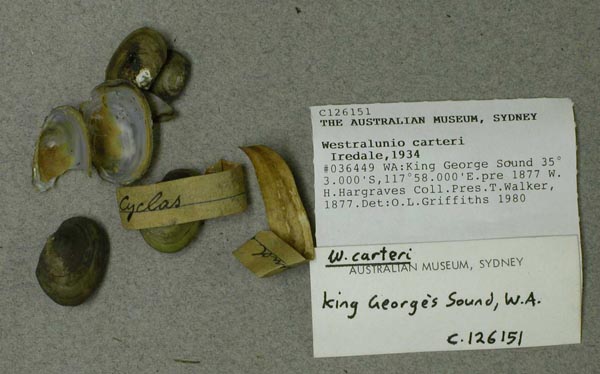 Cyclas
C126151
THE AUSTRALIAN MUSEUM, SYDNEY
Westralunio carteri
Iredale,1934
#036449 WA:King George Sound 35°
3.000'S,117°58.000'E.pre 1877 W.
H.Hargraves Coll.Pres.T.Walker,
1877.Det:O.L.Griffiths 1980
W. carteri
AUSTRALIAN MUSEUM, SYDNEY
King George's Sound, W.A.
C.126151